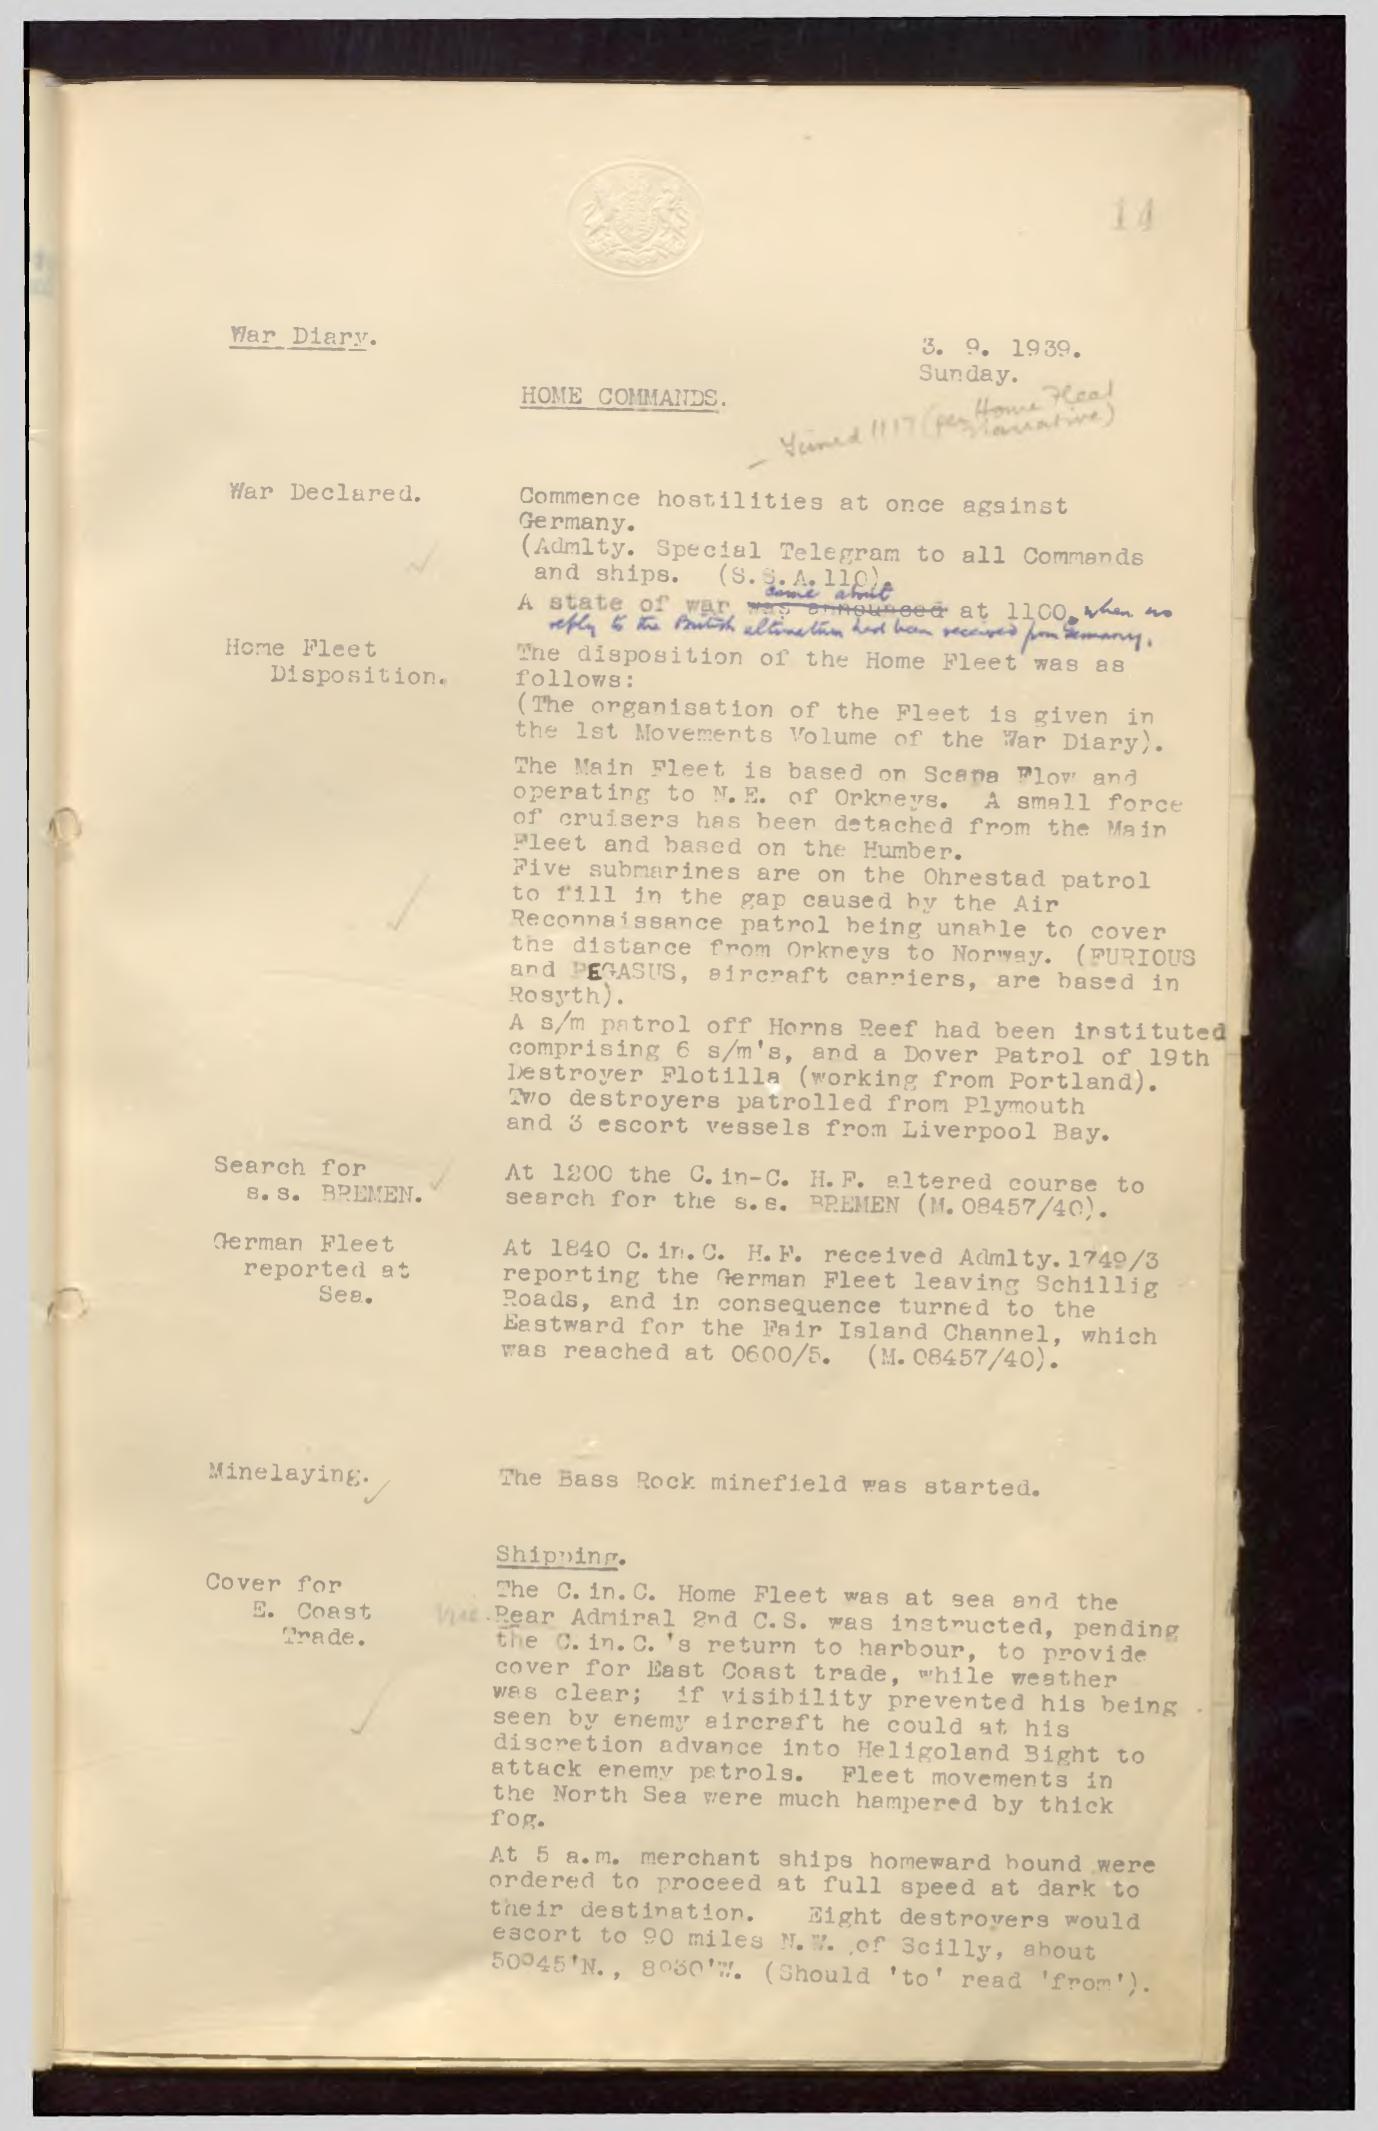 14
War Diary.
3. 9. 1939.
Sunday.
HOME COMMANDS.
Timed 1117 (per Home Fleet
Narrative)
War Declared.
Commence hostilities at once against
Germany.
(Admlty. Special Telegram to all Commands
and ships. (S.S.A.110).
came about
A state of war was announced at 1100, when no
reply to the British ultimatum had been received from Germany.
Home Fleet
Disposition.
The disposition of the Home Fleet was as
follows:
(The organisation of the Fleet is given in
the 1st Movements Volume of the War Diary).
The Main Fleet is based on Scapa Flow and
operating to N.E. of Orkneys. A small force
of cruisers has been detached from the Main
Fleet and based on the Humber.
Five submarines are on the Ohrestad patrol
to fill in the gap caused by the Air
Reconnaissance patrol being unable to cover
the distance from Orkneys to Norway. (FURIOUS
and PEGASUS, aircraft carriers, are based in
Rosyth).
A s/m patrol off Horns Reef had been instituted
comprising 6 s/m's, and a Dover Patrol of 19th
Destroyer Flotilla (working from Portland).
Two destroyers patrolled from Plymouth
and 3 escort vessels from Liverpool Bay.
Search for
s.s. BREMEN.
At 1200 the C.in-C. H.F. altered course to
search for the s.s. BREMEN (M.08457/40).
German Fleet
reported at
Sea.
At 1840 C.in.C. H.F. received Admlty.1749/3
reporting the German Fleet leaving Schillig
Roads, and in consequence turned to the
Eastward for the Fair Island Channel, which
was reached at 0600/5. (M.08457/40).
Minelaying.
The Bass Rock minefield was started.
Shipping.
Cover for
E. Coast
Trade.
The C.in.C. Home Fleet was at sea and the
Vice Rear Admiral 2nd C.S. was instructed, pending
the C.in.C.'s return to harbour, to provide
cover for East Coast trade, while weather
was clear; if visibility prevented his being
seen by enemy aircraft he could at his
discretion advance into Heligoland Bight to
attack enemy patrols. Fleet movements in
the North Sea were much hampered by thick
fog.
At 5 a.m. merchant ships homeward bound were
ordered to proceed at full speed at dark to
their destination. Eight destroyers would
escort to 90 miles N.W. of Scilly, about
50°45'N., 8°30'W. (Should 'to' read 'from').